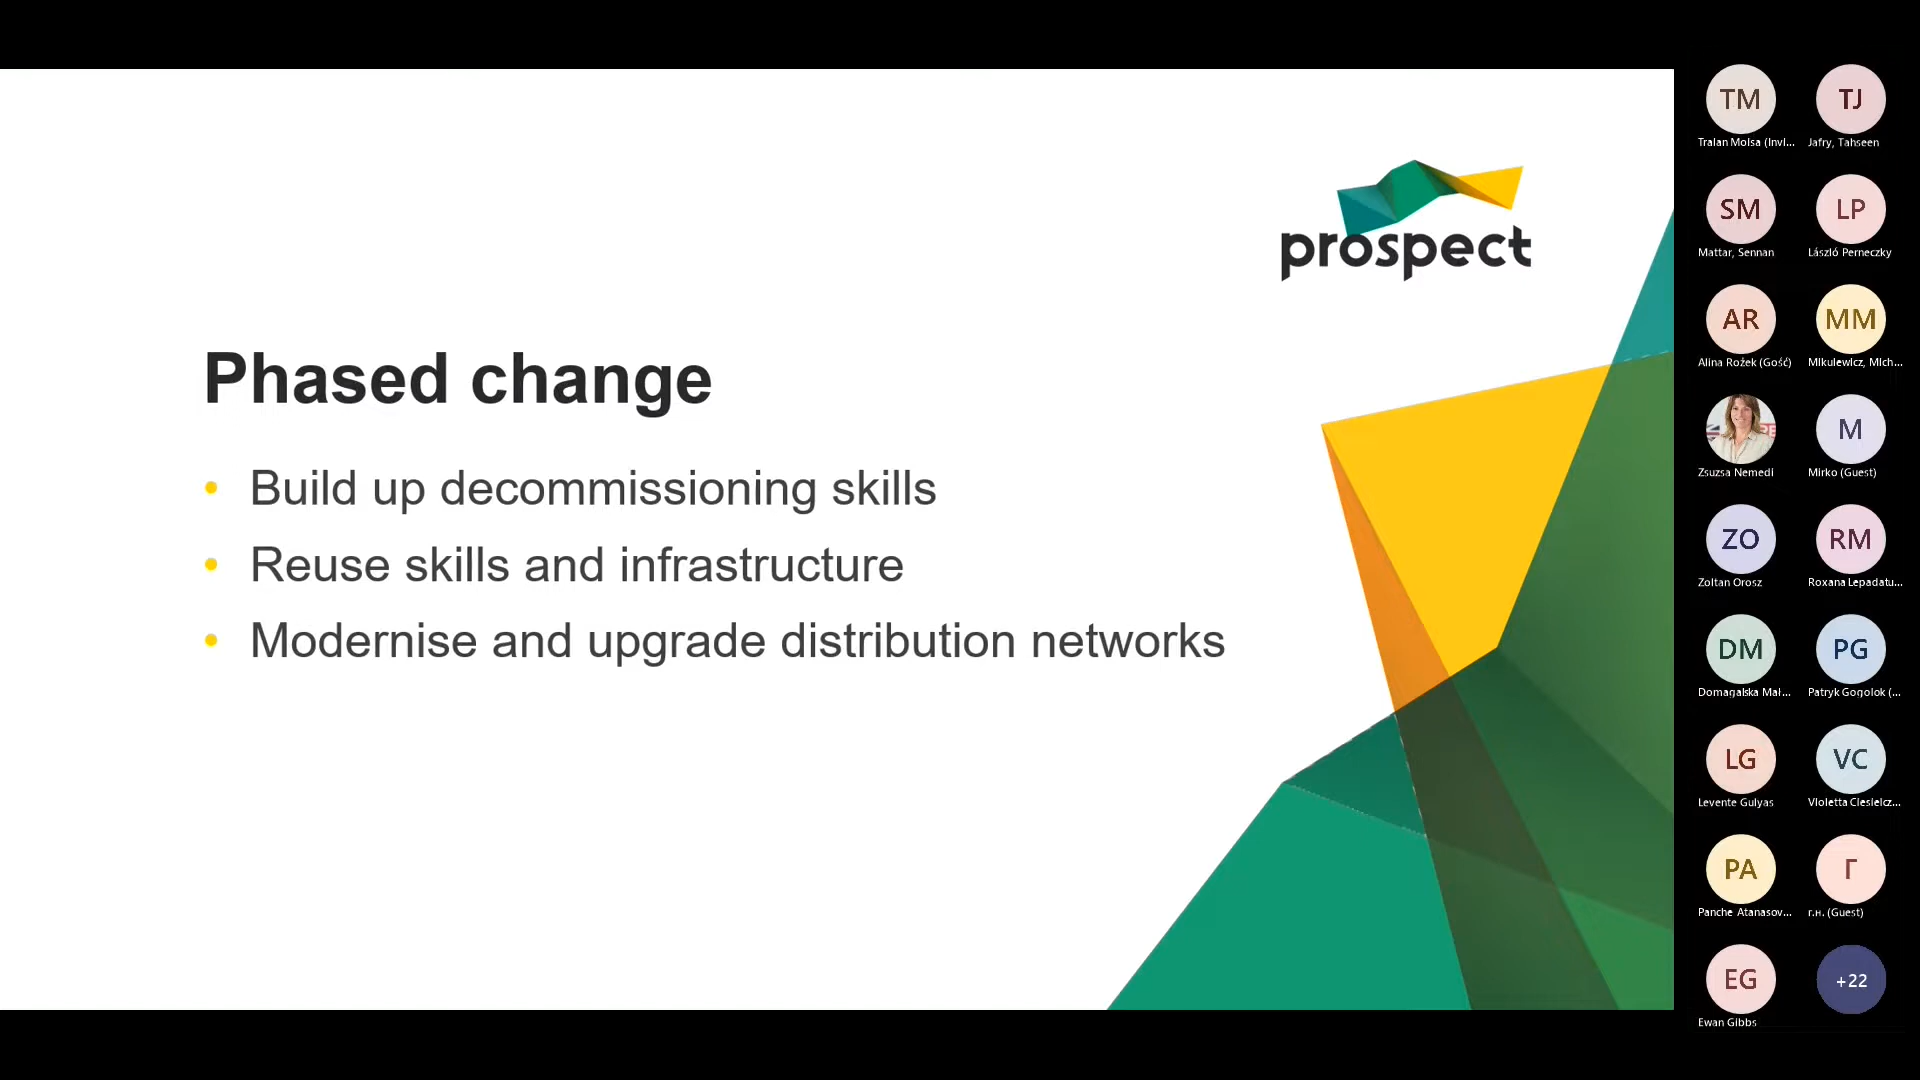 prospect
Phased change
• Build up decommissioning skills
• Reuse skills and infrastructure
• Modernise and upgrade distribution networks
TM
Traian Moisa (Invi...
TJ
Jafry, Tahseen
SM
Mattar, Sennan
LP
László Perneczky
AR
Alina Rożek (Gość)
MM
Mikulewicz, Mich...
Zsuzsa Nemedi
M
Mirko (Guest)
ZO
Zoltan Orosz
RM
Roxana Lepadatu...
DM
Domagalska Mał...
PG
Patryk Gogolok (...
LG
Levente Gulyas
VC
Violetta Ciesielcz...
PA
Panche Atanasov...
Г
г.н. (Guest)
EG
Ewan Gibbs
+22